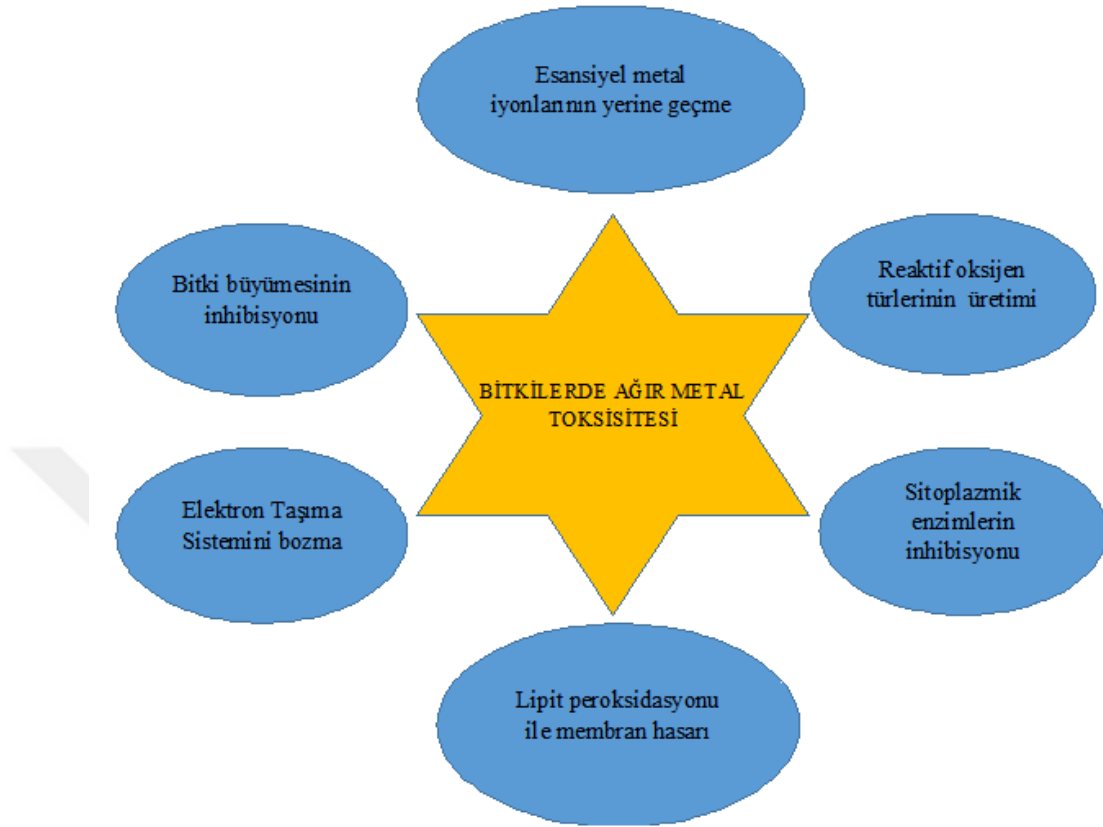 Esansiyel metal
iyonlarının yerine geçme
Bitki büyümesinin
inhibisyonu
Reaktif oksijen
türlerinin üretimi
BİTKİLERDE AĞIR METAL
TOKSİSİTESİ
Elektron Taşıma
Sistemini bozma
Sitoplazmik
enzimlerin
inhibisyonu
Lipit peroksidasyonu
ile membran hasarı